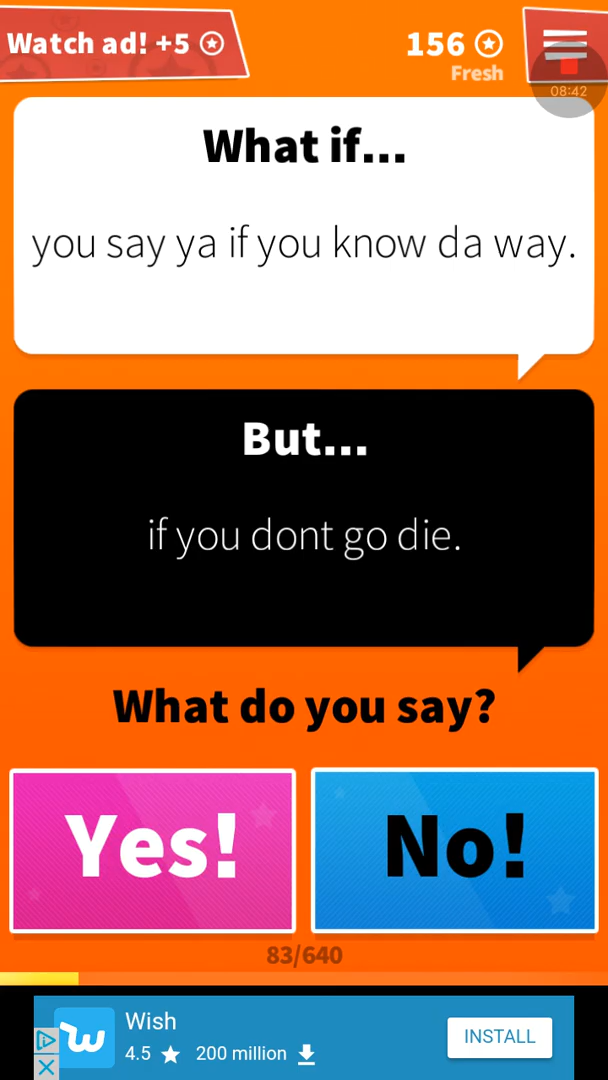 Watch ad! +5
156
Fresh
08:42
What if...
you say ya if you know da way.
But...
if you dont go die.
What do you say?
Yes!
No!
83/640
Wish
4.5 200 million
INSTALL